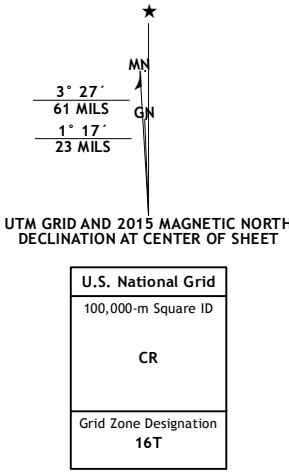 MN
3° 27´
61 MILS
GN
1° 17´
23 MILS
UTM GRID AND 2015 MAGNETIC NORTH
DECLINATION AT CENTER OF SHEET
U.S. National Grid
100,000-m Square ID
CR
Grid Zone Designation
16T